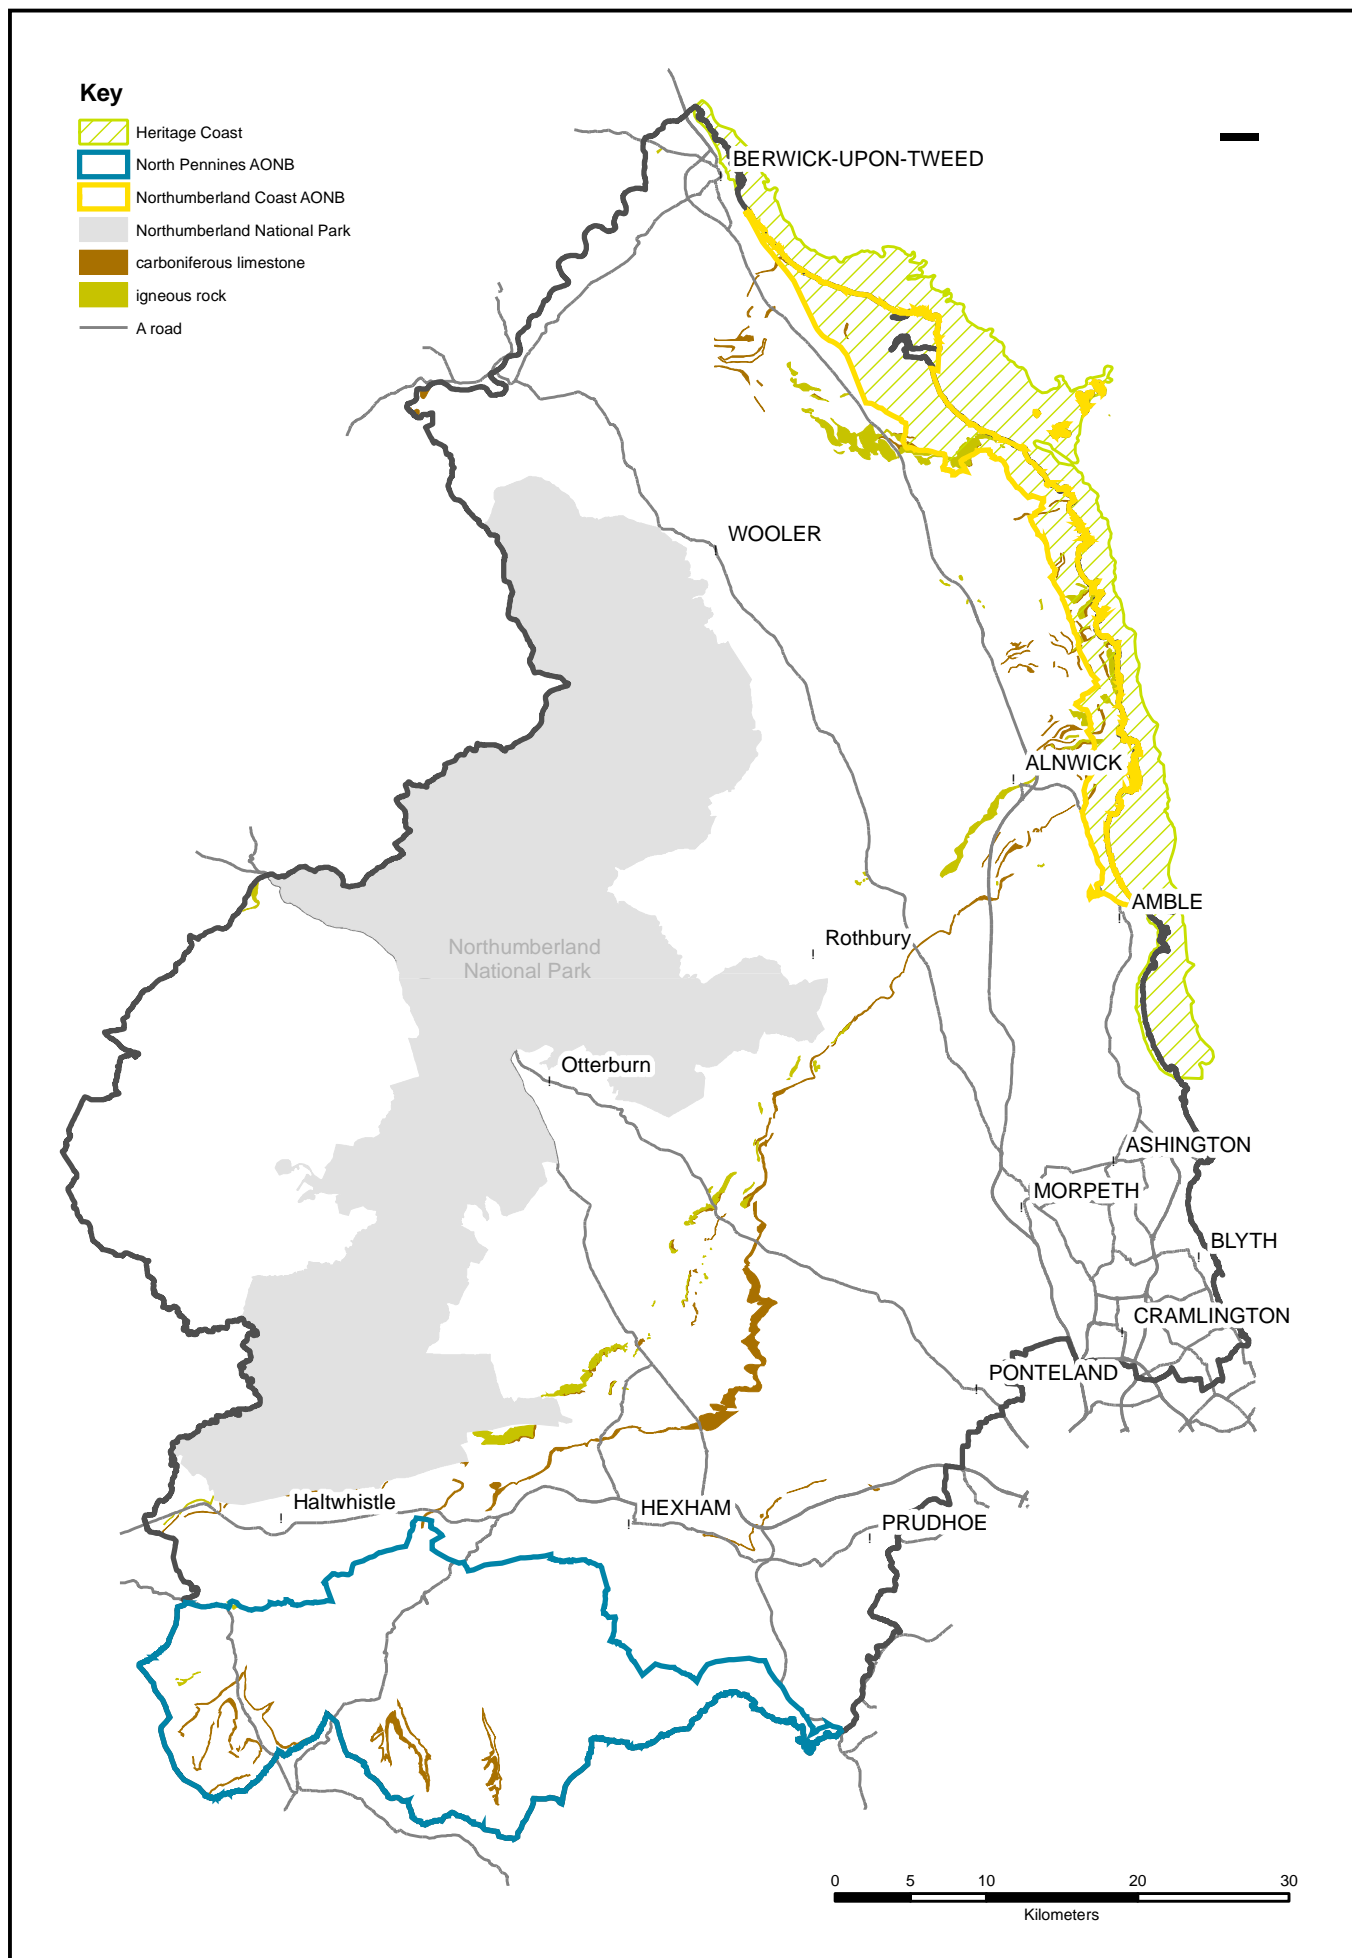 Key
Heritage Coast
North Pennines AONB
Northumberland Coast AONB
Northumberland National Park
carboniferous limestone
igneous rock
A road
BERWICK-UPON-TWEED
WOOLER
ALNWICK
AMBLE
Rothbury
Northumberland
National Park
Otterburn
ASHINGTON
MORPETH
BLYTH
CRAMLINGTON
PONTELAND
Haltwhistle
HEXHAM
PRUDHOE
0 5 10 20 30
Kilometers